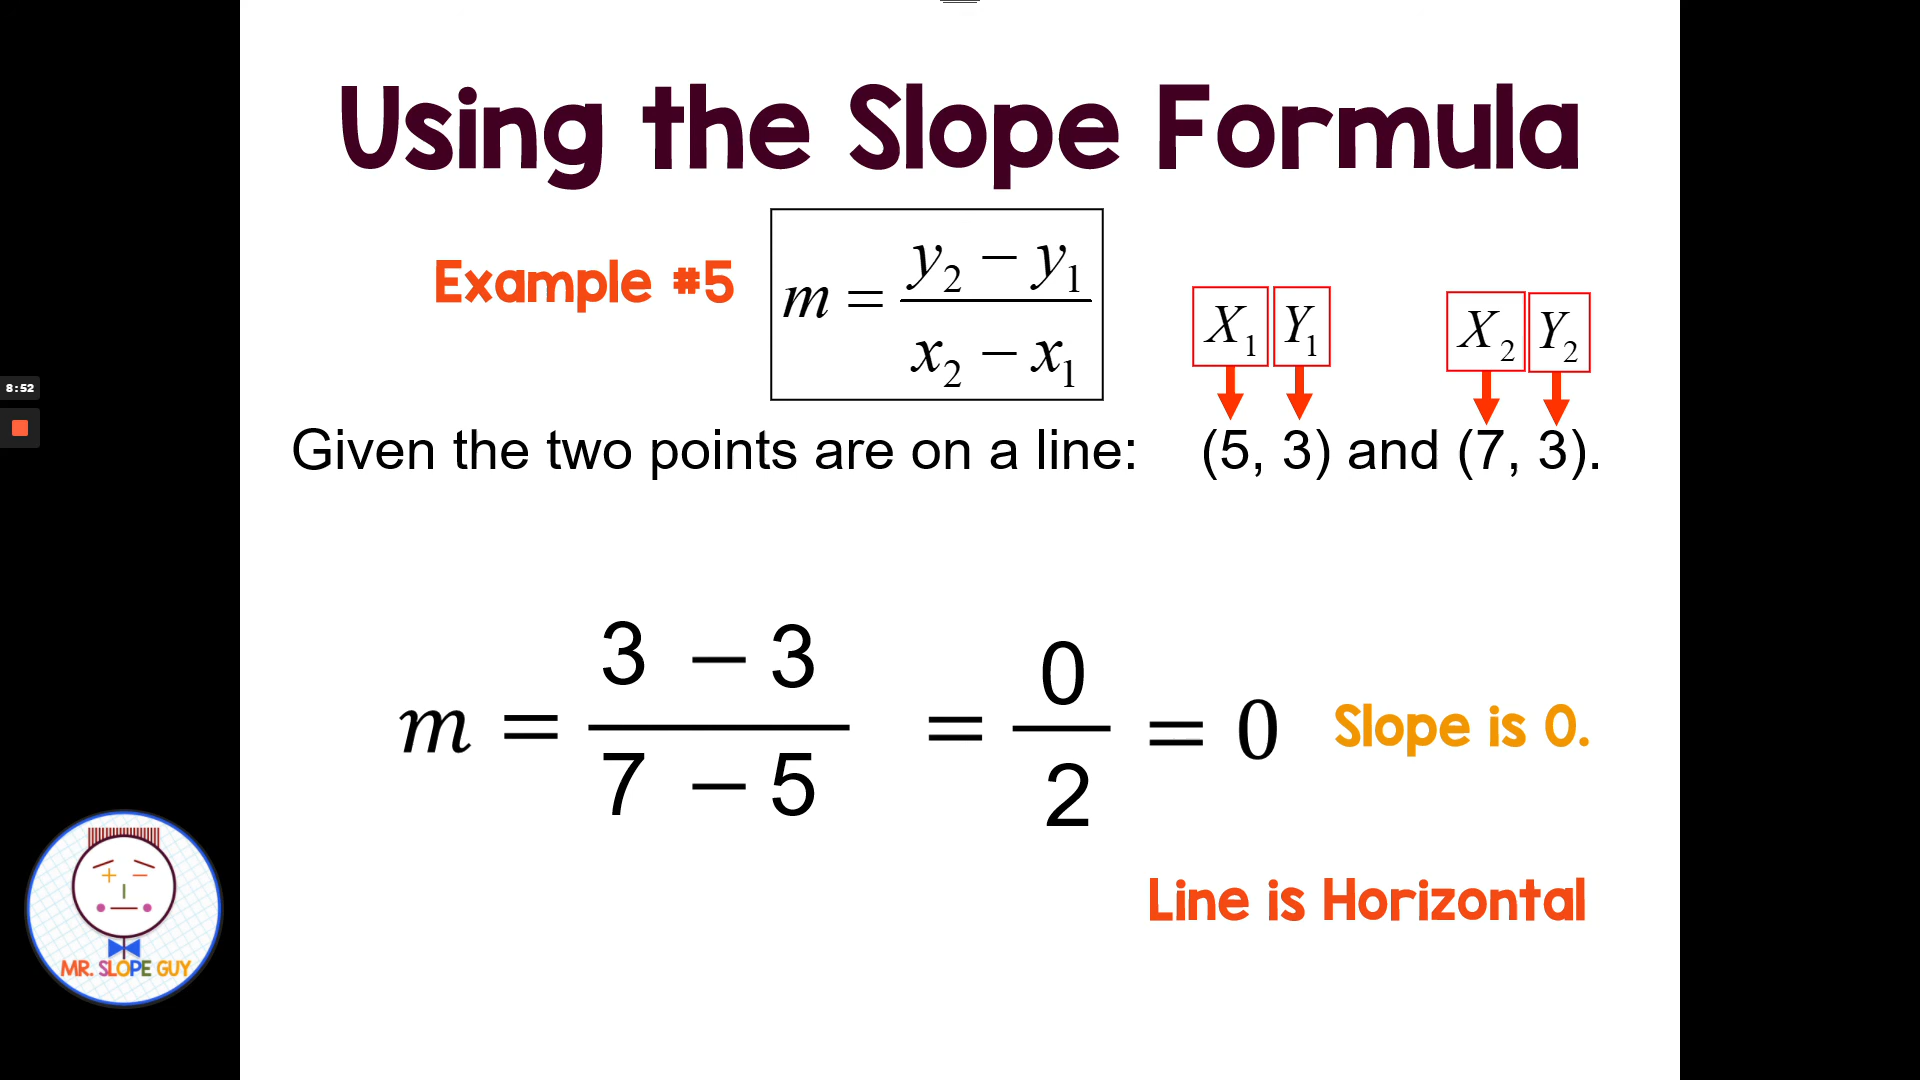 Using the Slope Formula
Example #5
m = y₂ − y₁ / x₂ − x₁
X₁ Y₁ X₂ Y₂
8:52
Given the two points are on a line: (5, 3) and (7, 3).
m = 3 − 3 / 7 − 5 = 0 / 2 = 0 Slope is 0.
Line is Horizontal
MR. SLOPE GUY